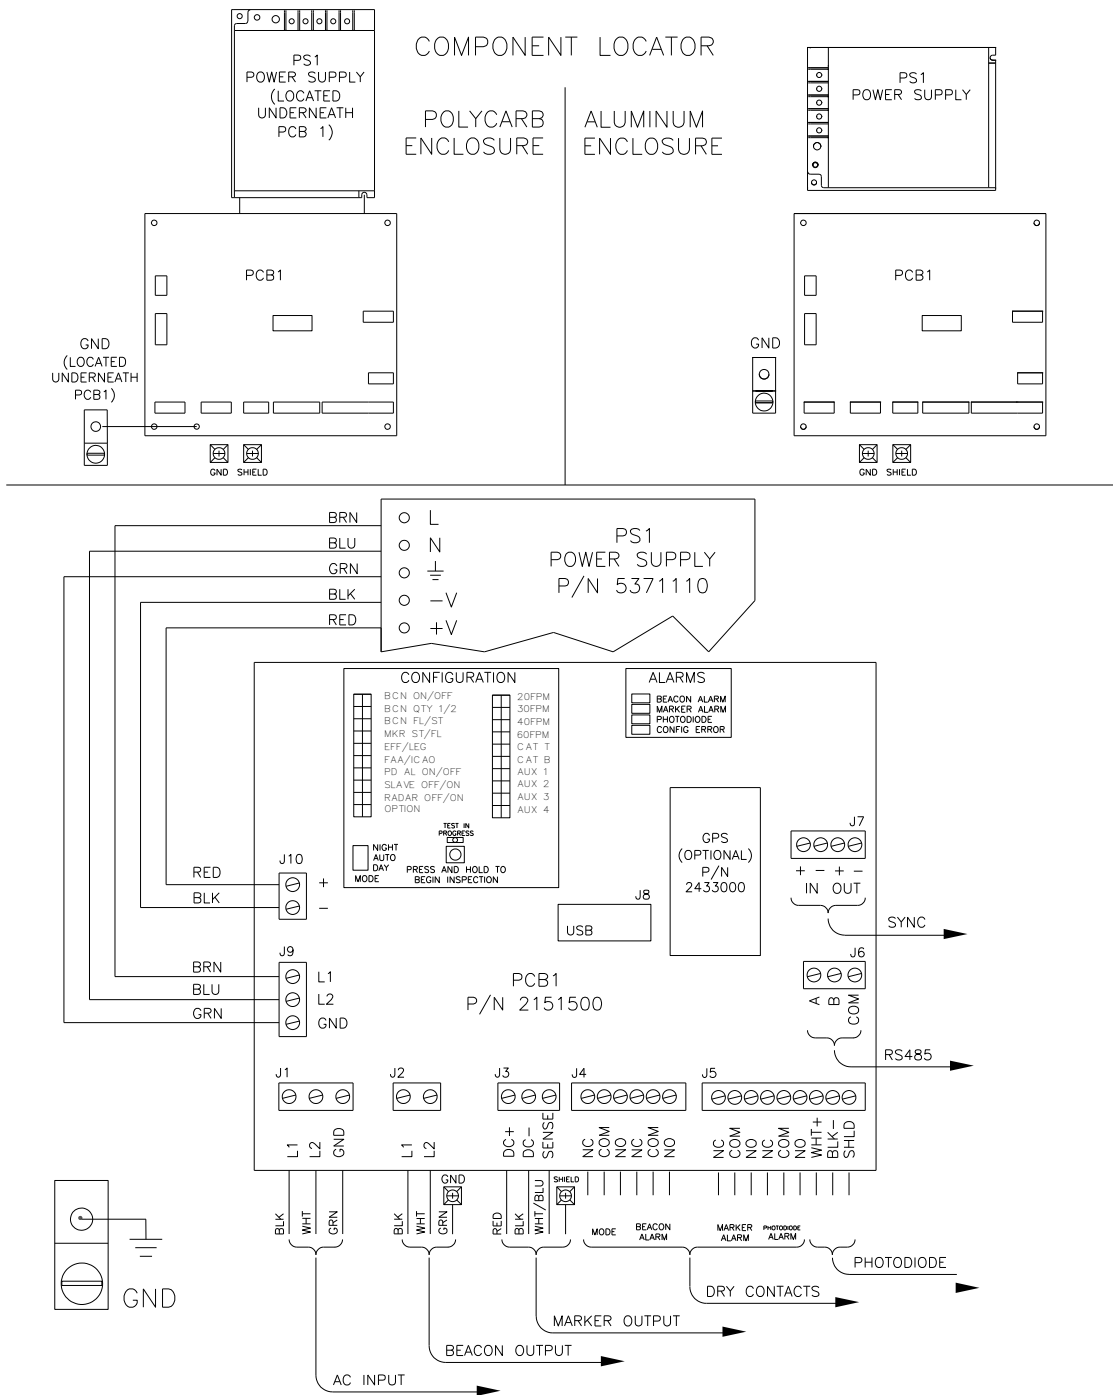 COMPONENT LOCATOR
PS1
POWER SUPPLY
(LOCATED
UNDERNEATH
PCB 1)
POLYCARB
ENCLOSURE
ALUMINUM
ENCLOSURE
PS1
POWER SUPPLY
PCB1
GND
(LOCATED
UNDERNEATH
PCB1)
GND SHIELD
PCB1
GND
GND SHIELD
BRN L
BLU N
GRN
BLK -V
RED +V
PS1
POWER SUPPLY
P/N 5371110
CONFIGURATION
BCN ON/OFF 20FPM
BCN QTY 1/2 30FPM
BCN FL/ST 40FPM
MKR ST/FL 60FPM
EFF/LEG CAT T
FAA/ICAO CAT B
PD AL ON/OFF AUX 1
SLAVE OFF/ON AUX 2
RADAR OFF/ON AUX 3
OPTION AUX 4
TEST IN
PROGRESS
NIGHT
AUTO
DAY
MODE
PRESS AND HOLD TO
BEGIN INSPECTION
ALARMS
BEACON ALARM
MARKER ALARM
PHOTODIODE
CONFIG ERROR
GPS
(OPTIONAL)
P/N
2433000
J7
+ - + -
IN OUT
SYNC
J10
RED +
BLK -
J8
USB
J9
BRN L1
BLU L2
GRN GND
PCB1
P/N 2151500
J6
A B COM
RS485
J1 J2 J3 J4 J5
L1 L2 GND
L1 L2
DC+ DC- SENSE
NC COM NO NC COM NO
NC COM NO NC COM NO WHT+ BLK- SHLD
GND
SHIELD
BLK WHT GRN
BLK WHT GRN
RED BLK WHT/BLU
MODE
BEACON
ALARM
MARKER
ALARM
PHOTODIODE
ALARM
PHOTODIODE
DRY CONTACTS
MARKER OUTPUT
BEACON OUTPUT
AC INPUT
GND